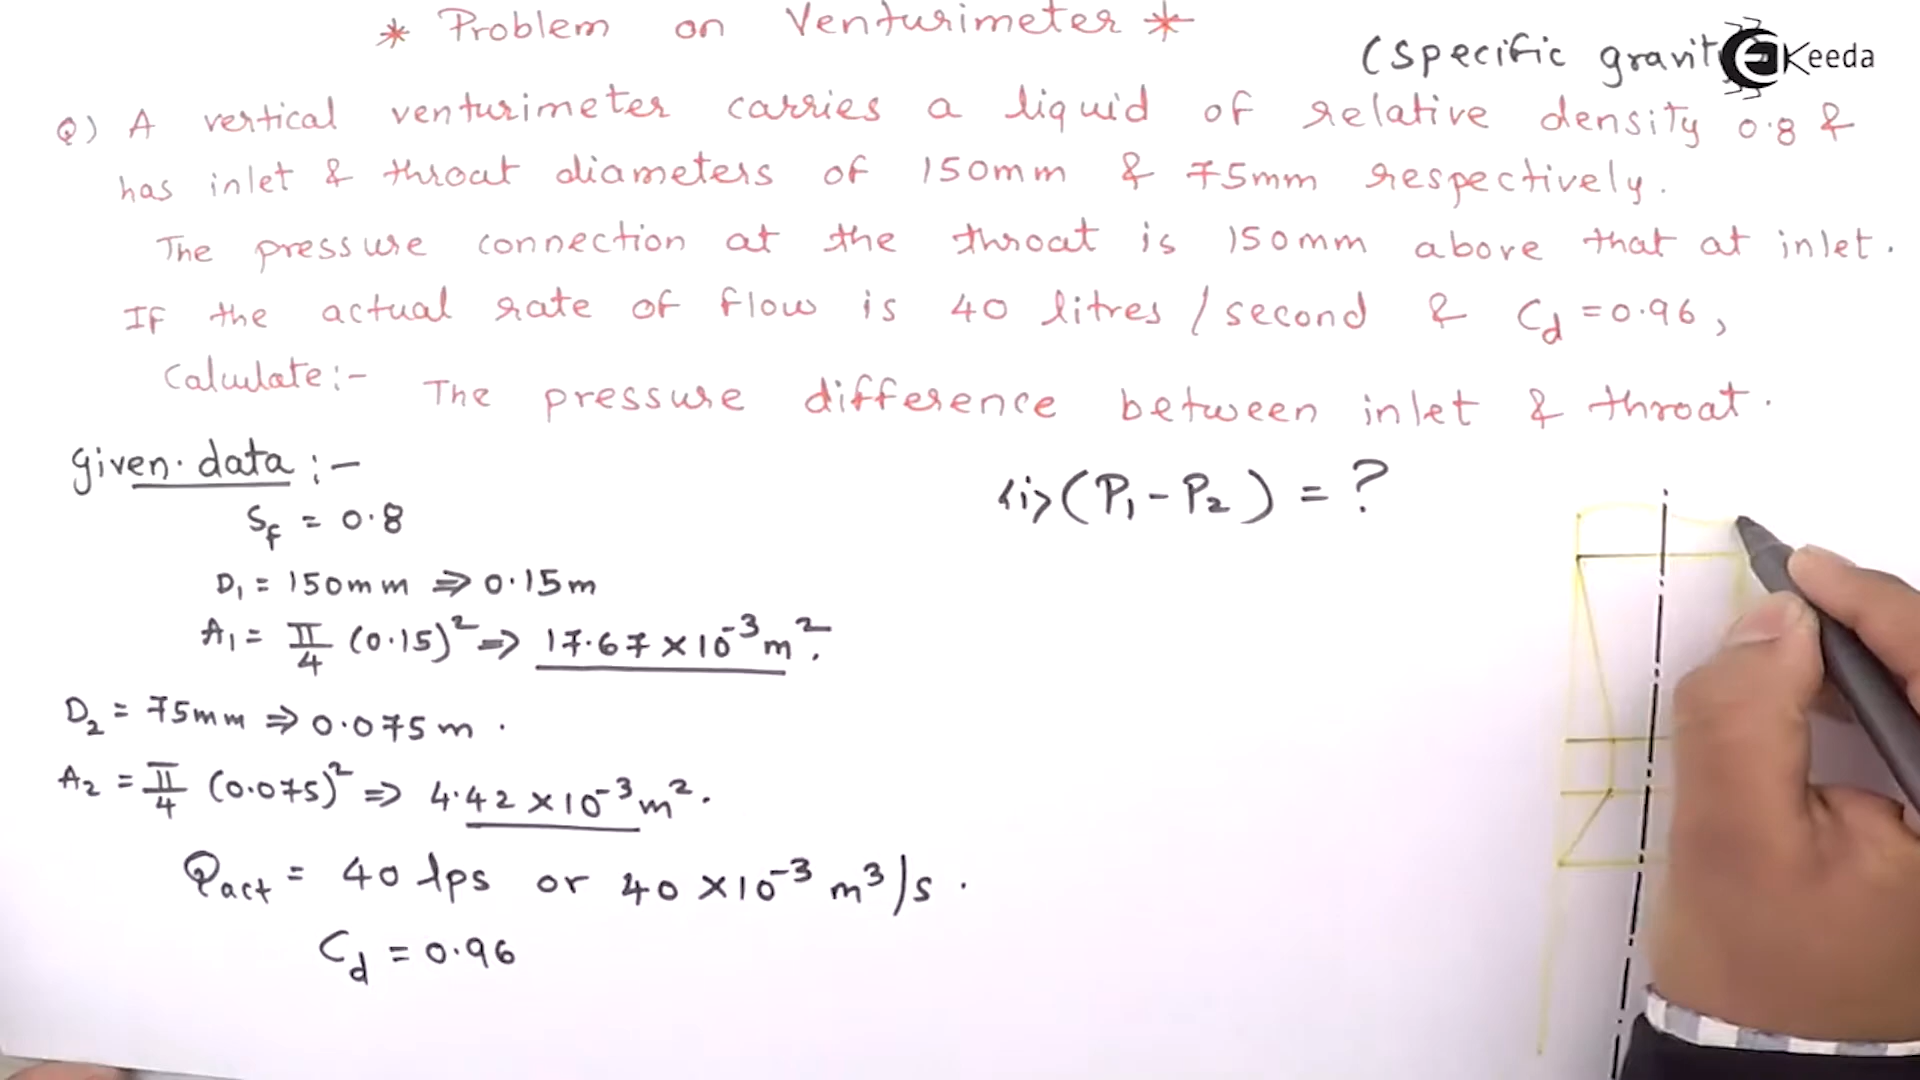 * Problem on Venturimeter *
(specific gravit
Keeda
Q) A vertical venturimeter carries a liquid of relative density 0.8 &
has inlet & throat diameters of 150mm & 75mm respectively.
The pressure connection at the throat is 150mm above that at inlet.
IF the actual rate of flow is 40 litres / second & Cd = 0.96,
Calculate :- The pressure difference between inlet & throat.
given data :-
Sf = 0.8
D₁ = 150mm ⇒ 0.15m
A₁ = π/4 (0.15)² ⇒ 17.67 × 10⁻³ m².
D₂ = 75mm ⇒ 0.075m.
A₂ = π/4 (0.075)² ⇒ 4.42 × 10⁻³ m².
Qact = 40 lps or 40 × 10⁻³ m³/s.
Cd = 0.96
<i> (P₁ - P₂) = ?